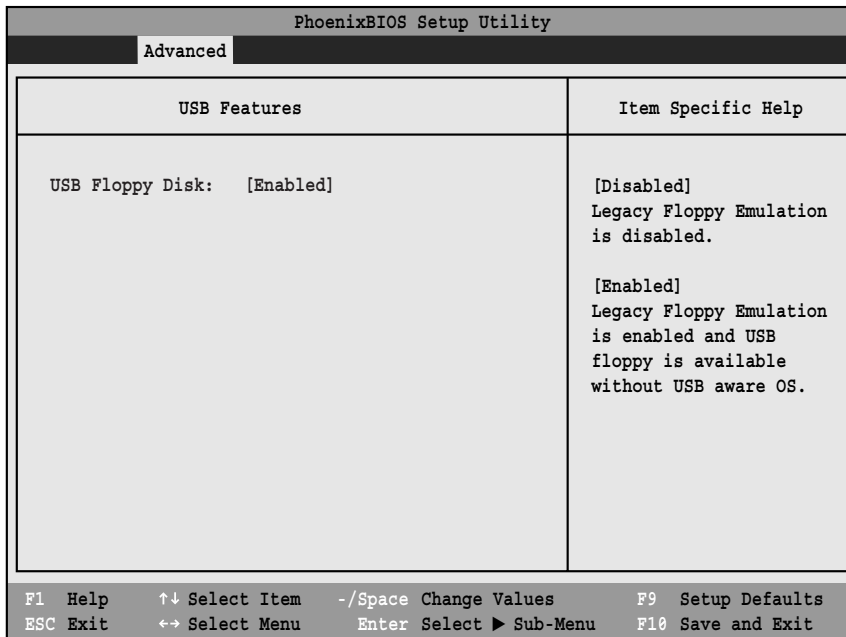 PhoenixBIOS Setup Utility
Advanced
USB Features
Item Specific Help
USB Floppy Disk: [Enabled]
[Disabled]
Legacy Floppy Emulation
is disabled.
[Enabled]
Legacy Floppy Emulation
is enabled and USB
floppy is available
without USB aware OS.
F1 Help ↑↓ Select Item -/Space Change Values F9 Setup Defaults
ESC Exit ←→ Select Menu Enter Select ▶ Sub-Menu F10 Save and Exit